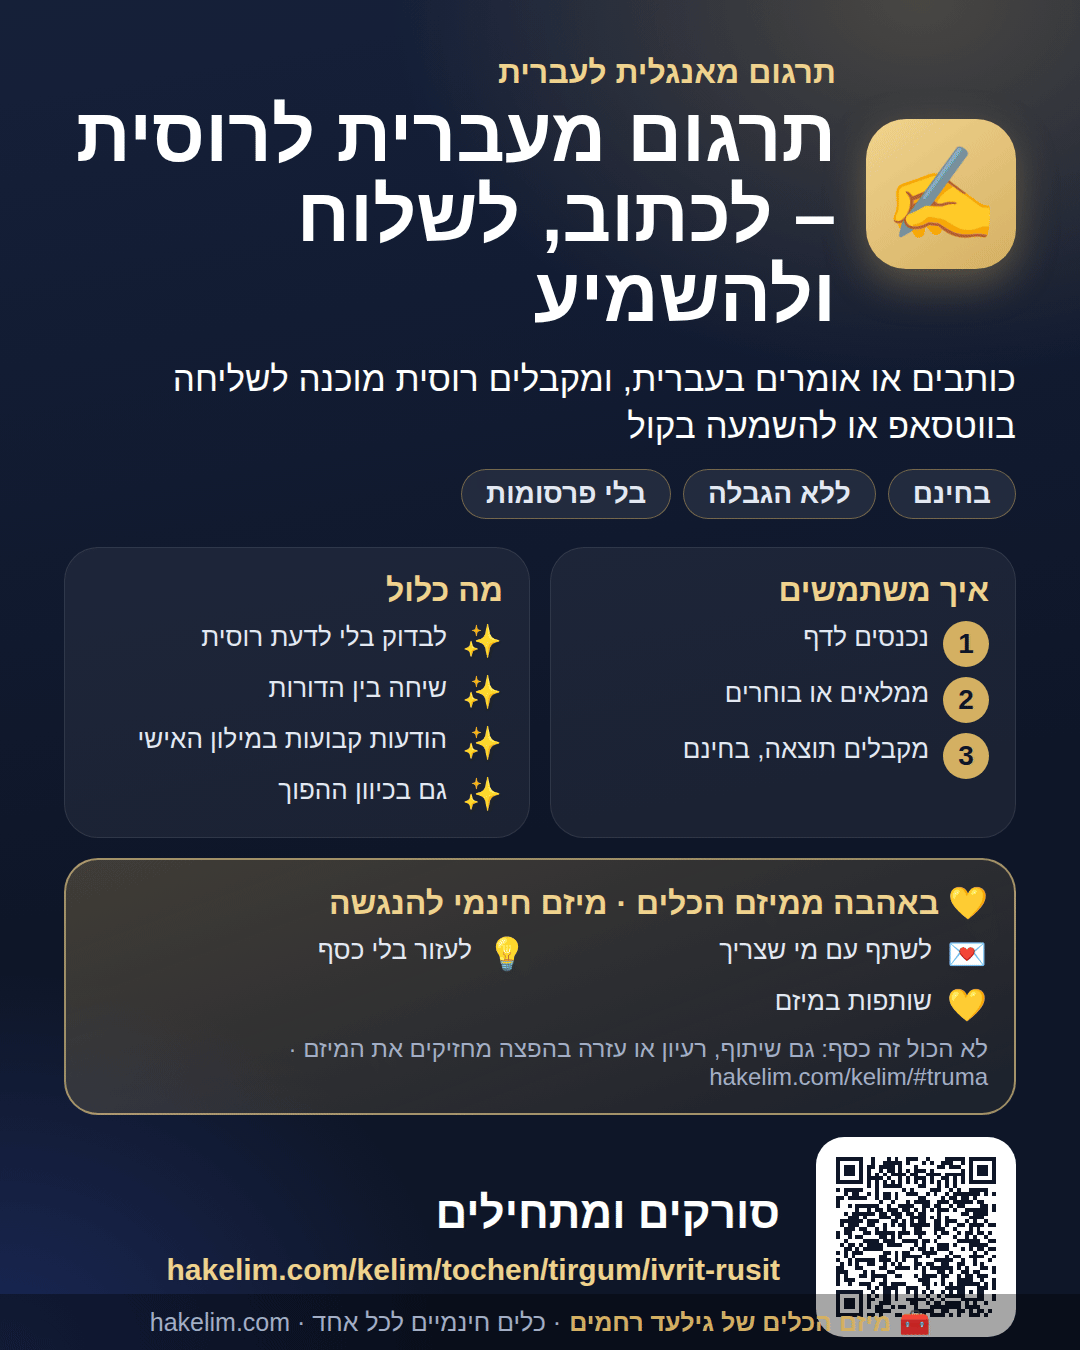 תרגום מאנגלית לעברית
תרגום מעברית לרוסית
– לכתוב, לשלוח
ולהשמיע
כותבים או אומרים בעברית, ומקבלים רוסית מוכנה לשליחה
בווטסאפ או להשמעה בקול
בחינם
ללא הגבלה
בלי פרסומות
איך משתמשים
1 נכנסים לדף
2 ממלאים או בוחרים
3 מקבלים תוצאה, בחינם
מה כלול
לבדוק בלי לדעת רוסית
שיחה בין הדורות
הודעות קבועות במילון האישי
גם בכיוון ההפוך
באהבה ממיזם הכלים · מיזם חינמי להנגשה
לשתף עם מי שצריך
לעזור בלי כסף
שותפות במיזם
לא הכול זה כסף: גם שיתוף, רעיון או עזרה בהפצה מחזיקים את המיזם ·
hakelim.com/kelim/#truma
סורקים ומתחילים
hakelim.com/kelim/tochen/tirgum/ivrit-rusit
מיזם הכלים של גילעד רחמים · כלים חינמיים לכל אחד · hakelim.com